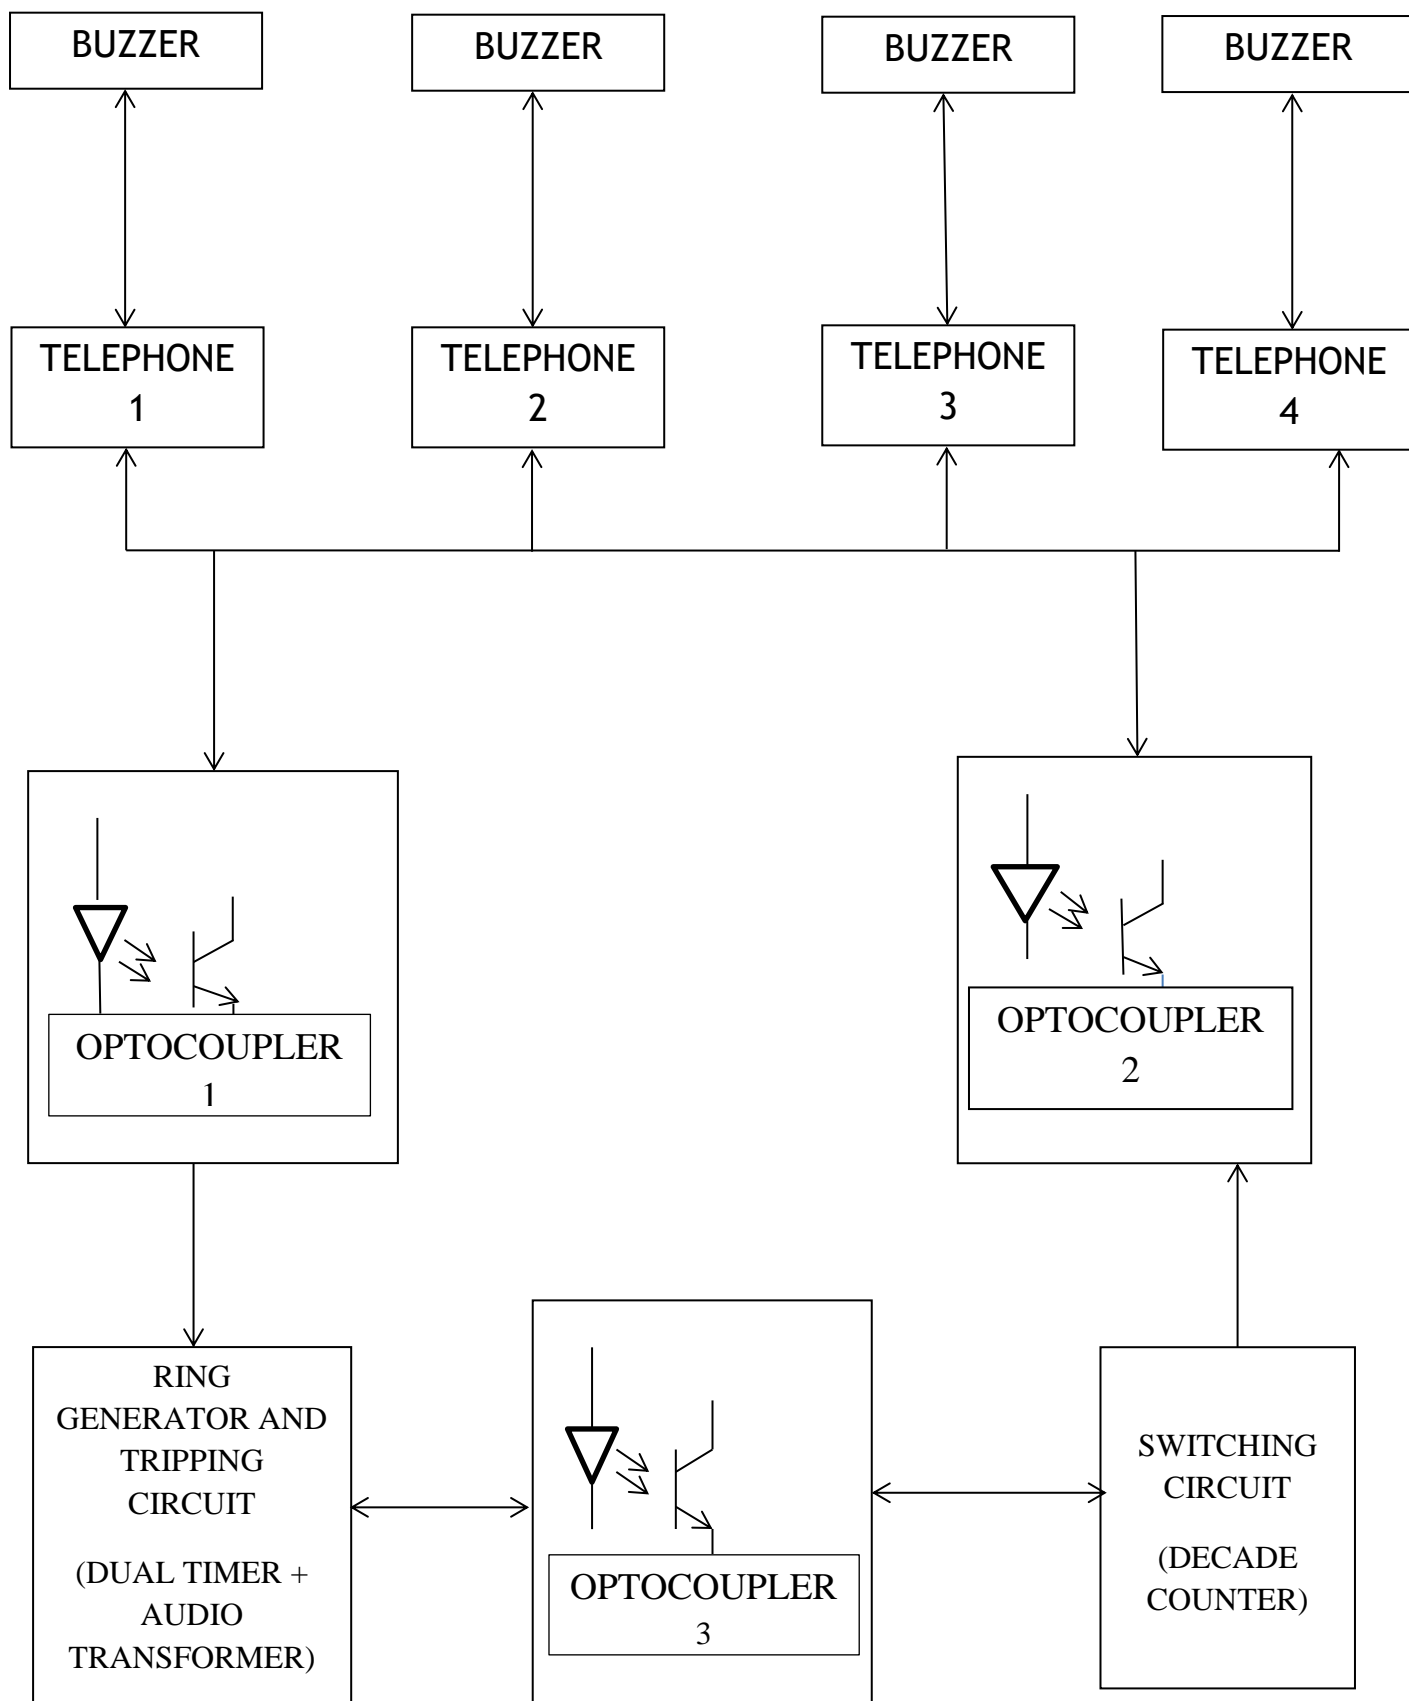 BUZZER
BUZZER
BUZZER
BUZZER
TELEPHONE
1
TELEPHONE
2
TELEPHONE
3
TELEPHONE
4
OPTOCOUPLER
1
OPTOCOUPLER
2
RING
GENERATOR AND
TRIPPING
CIRCUIT
(DUAL TIMER +
AUDIO
TRANSFORMER)
OPTOCOUPLER
3
SWITCHING
CIRCUIT
(DECADE
COUNTER)